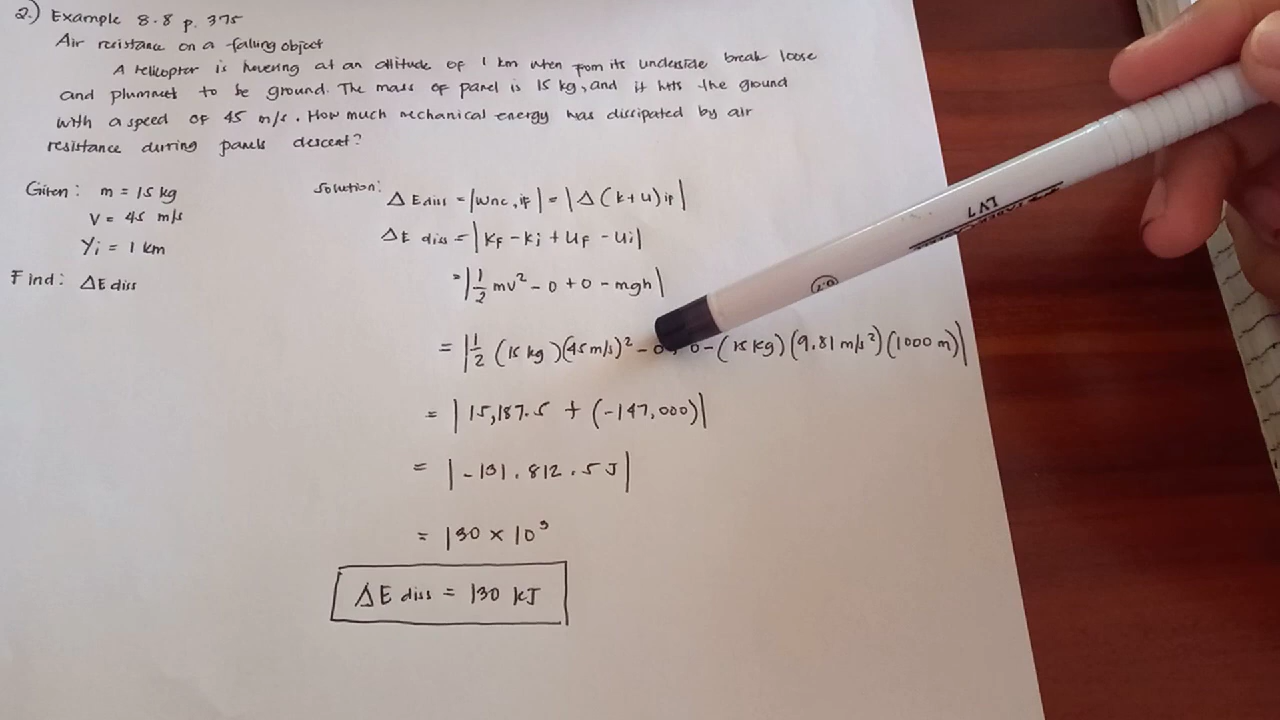 2.) Example 8.8 p. 375
Air resistance on a falling object
A helicopter is hovering at an altitude of 1 km when from its underside break loose
and plummets to the ground. The mass of panel is 15 kg, and it hits the ground
with a speed of 45 m/s. How much mechanical energy was dissipated by air
resistance during panels descent?
Given: m = 15 kg
V = 45 m/s
Yi = 1 km
Find: ΔE diss
Solution:
ΔE diss = |Wnc, if| = |Δ(k+u) if|
ΔE diss = |KF - Ki + UF - Ui|
= |1/2 mv² - 0 + 0 - mgh|
= |1/2 (15 kg)(45 m/s)² - 0 0 - (15 kg)(9.81 m/s²)(1000 m)|
= |15,187.5 + (-147,000)|
= |-131.812.5 J|
= 130 × 10³
ΔE diss = 130 kJ
LV7
0.7